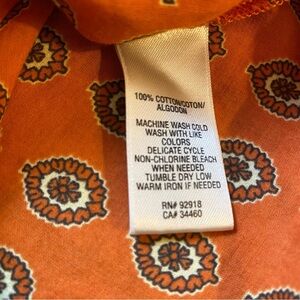 100% COTTON/COTON/
ALGODON
MACHINE WASH COLD
WASH WITH LIKE
COLORS
DELICATE CYCLE
NON-CHLORINE BLEACH
WHEN NEEDED
TUMBLE DRY LOW
WARM IRON IF NEEDED
RN# 92918
CA# 34460